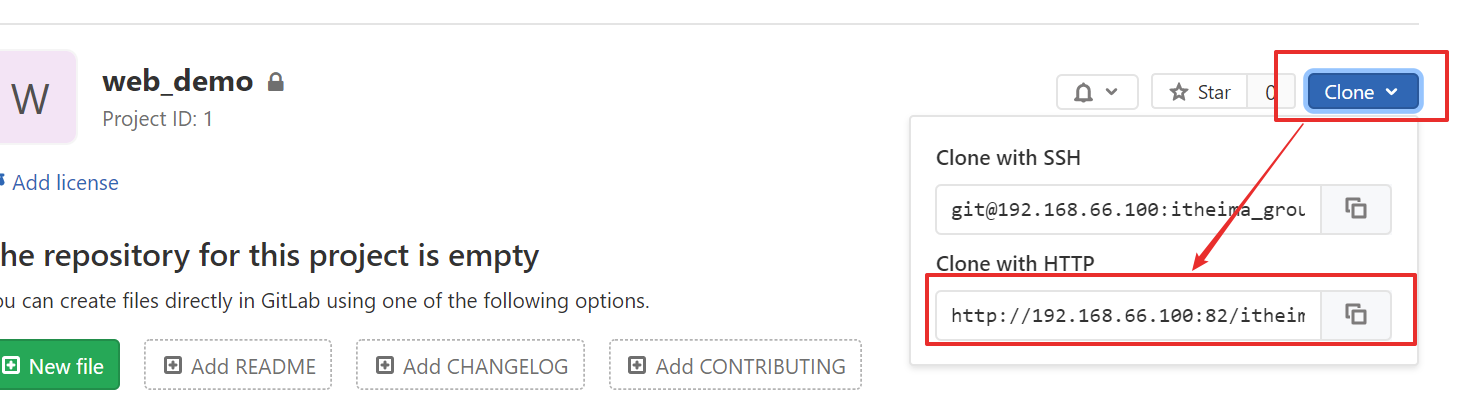 W
web_demo
Project ID: 1
Star
0
Clone
Add license
Clone with SSH
git@192.168.66.100:itheima_grou
Clone with HTTP
http://192.168.66.100:82/itheim
he repository for this project is empty
ou can create files directly in GitLab using one of the following options.
New file
Add README
Add CHANGELOG
Add CONTRIBUTING